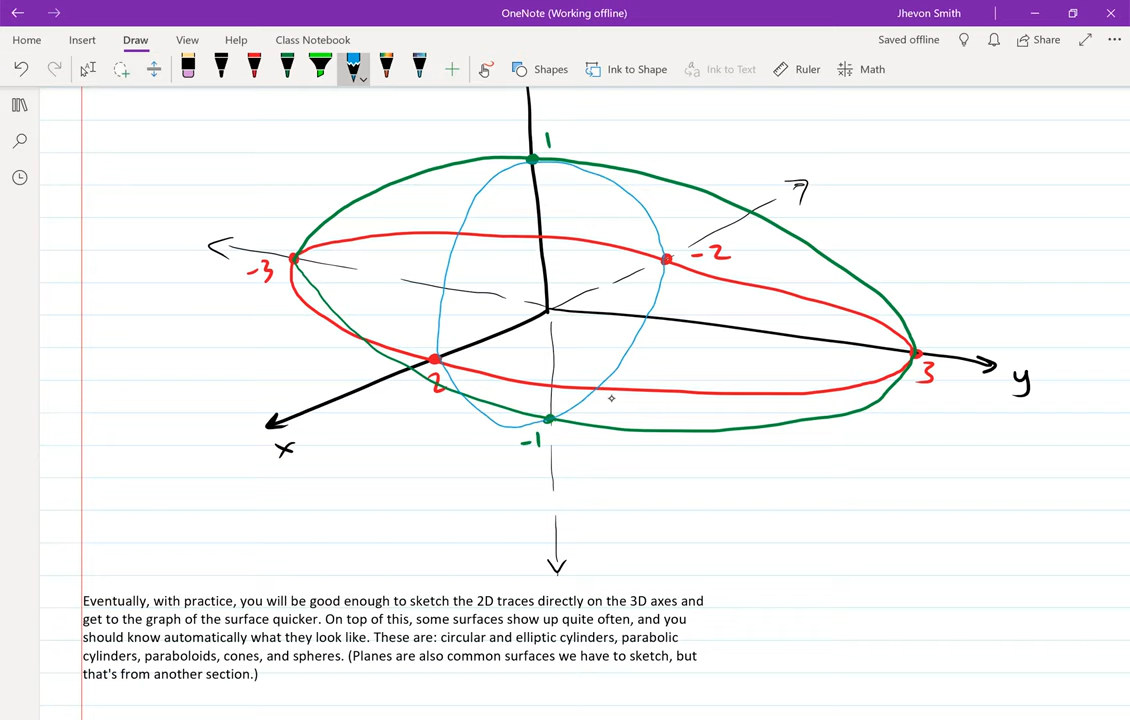 OneNote (Working offline)
Jhevon Smith
Home Insert Draw View Help Class Notebook
Saved offline
Share
Shapes
Ink to Shape
Ink to Text
Ruler
Math
1
-3
-2
2
3
y
-1
x
Eventually, with practice, you will be good enough to sketch the 2D traces directly on the 3D axes and
get to the graph of the surface quicker. On top of this, some surfaces show up quite often, and you
should know automatically what they look like. These are: circular and elliptic cylinders, parabolic
cylinders, paraboloids, cones, and spheres. (Planes are also common surfaces we have to sketch, but
that's from another section.)